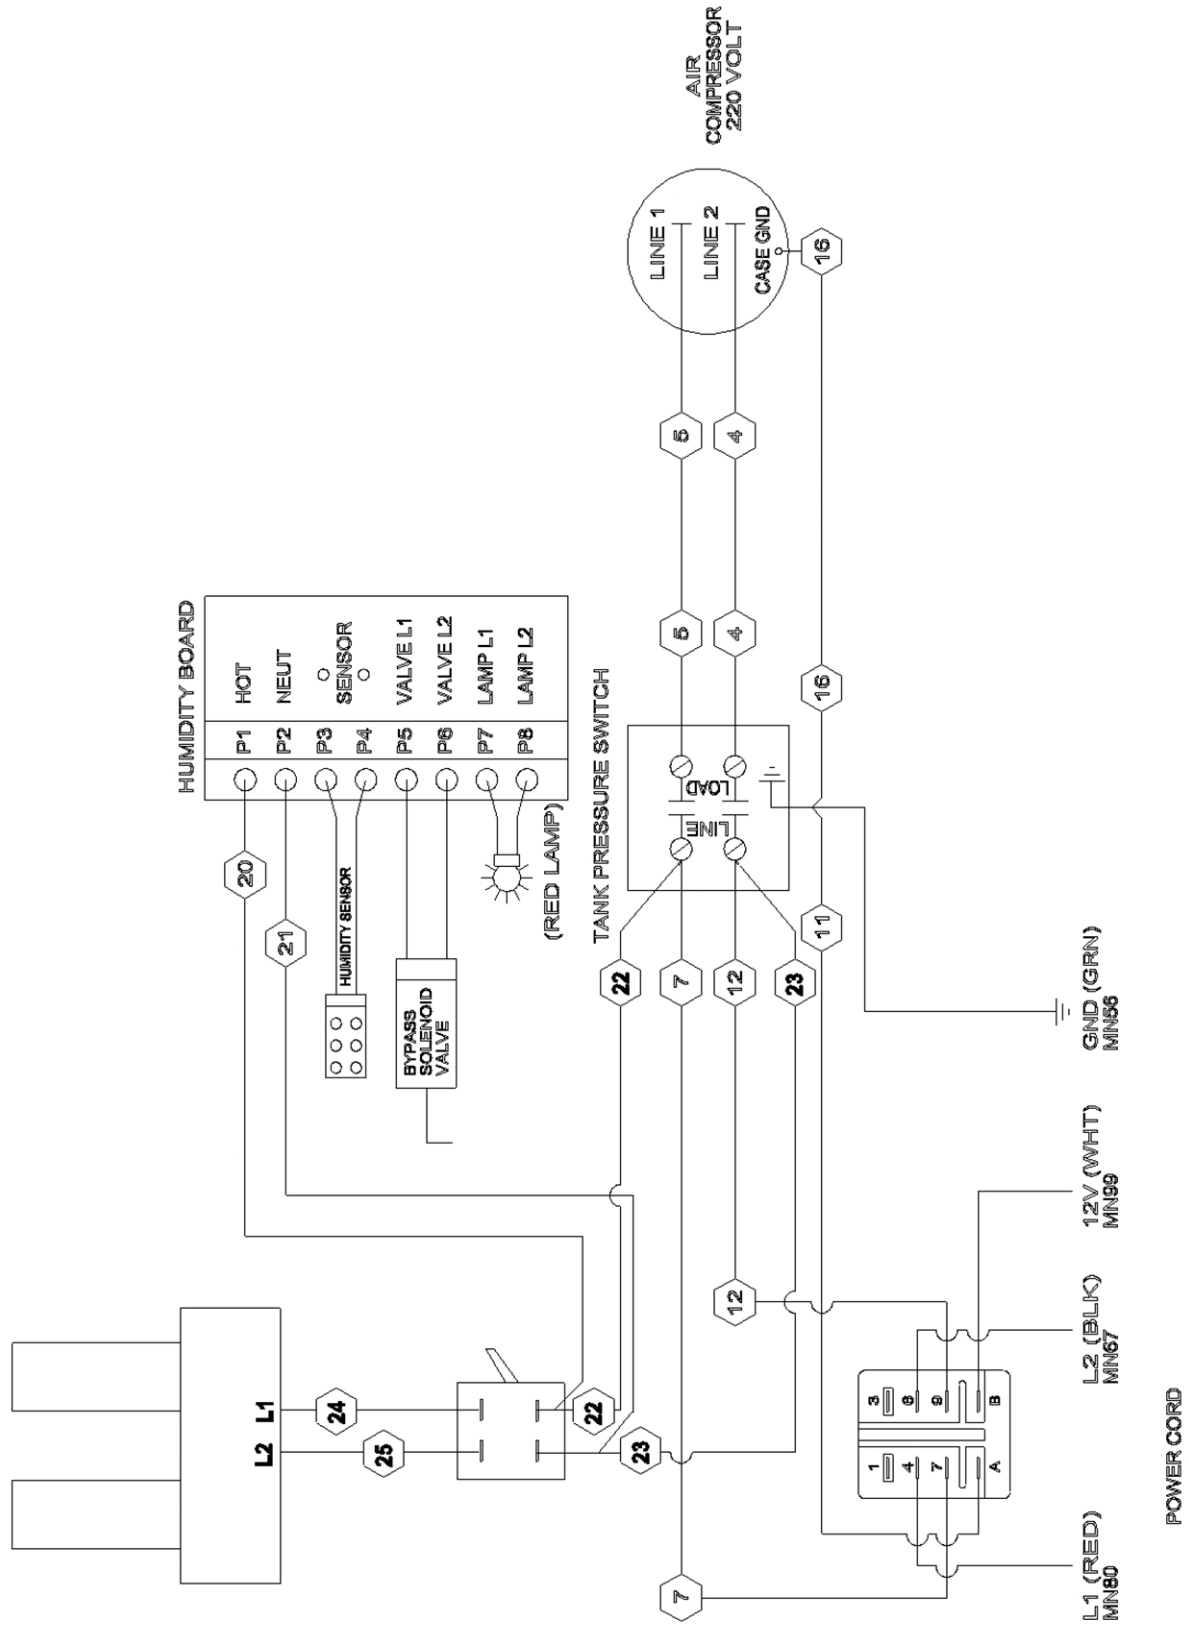 L2 L1
25
24
HUMIDITY BOARD
20
P1 HOT
21
P2 NEUT
P3
SENSOR
P4
HUMIDITY SENSOR
P5 VALVE L1
P6 VALVE L2
BYPASS
SOLENOID
VALVE
P7 LAMP L1
P8 LAMP L2
(RED LAMP)
22
23
TANK PRESSURE SWITCH
22
7
12
23
LINE
LOAD
5
4
5
4
LINE 1
LINE 2
CASE GND
AIR
COMPRESSOR
220 VOLT
16
16
11
7
12
1 3
4 6
7 9
A B
L1 (RED)
MN80
L2 (BLK)
MN67
12V (WHT)
MN99
GND (GRN)
MN56
POWER CORD